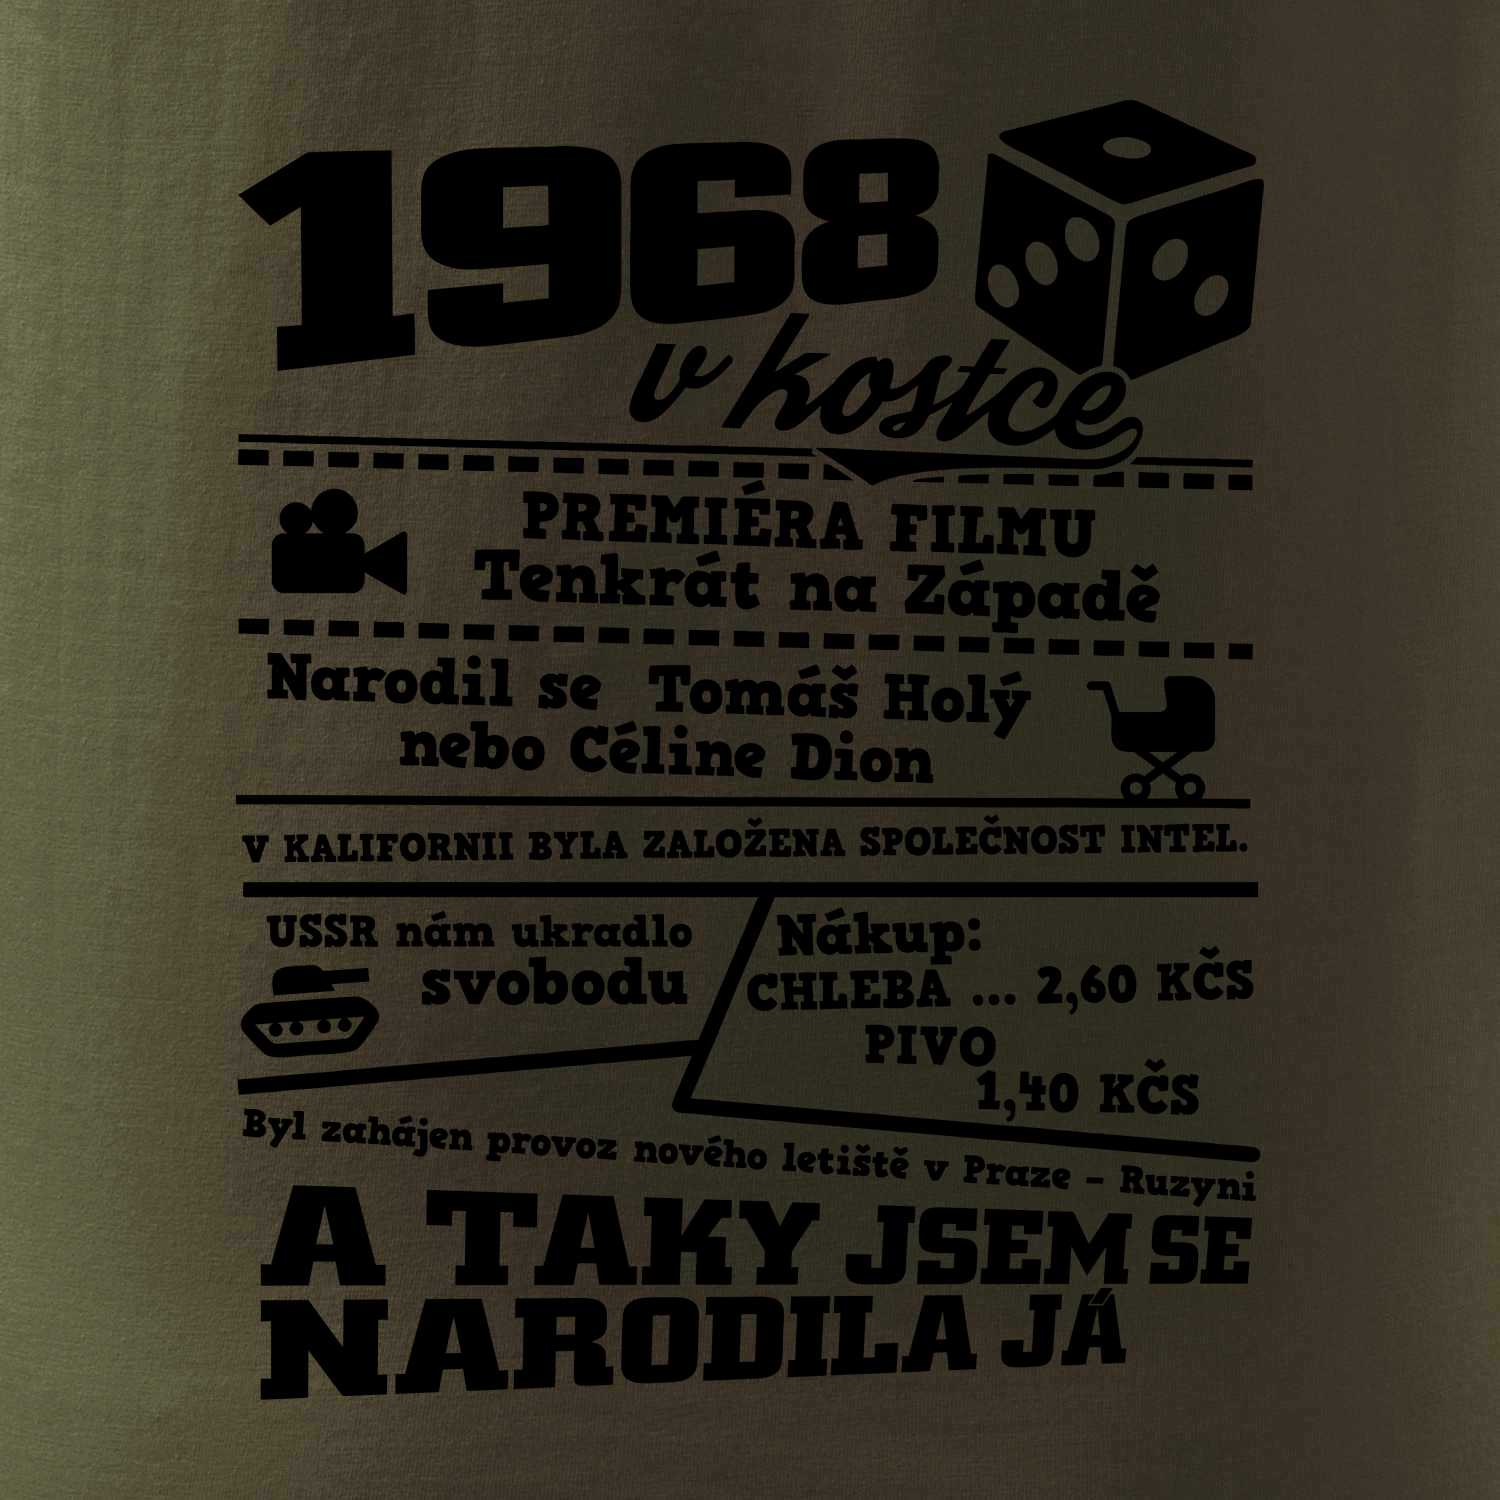 1968
v kostce
PREMIÉRA FILMU
Tenkrát na Západě
Narodil se Tomáš Holý
nebo Céline Dion
V KALIFORNII BYLA ZALOŽENA SPOLEČNOST INTEL.
USSR nám ukradlo
svobodu
Nákup:
CHLEBA ... 2,60 KČS
PIVO
1,40 KČS
Byl zahájen provoz nového letiště v Praze – Ruzyni
A TAKY JSEM SE
NARODILA JÁ